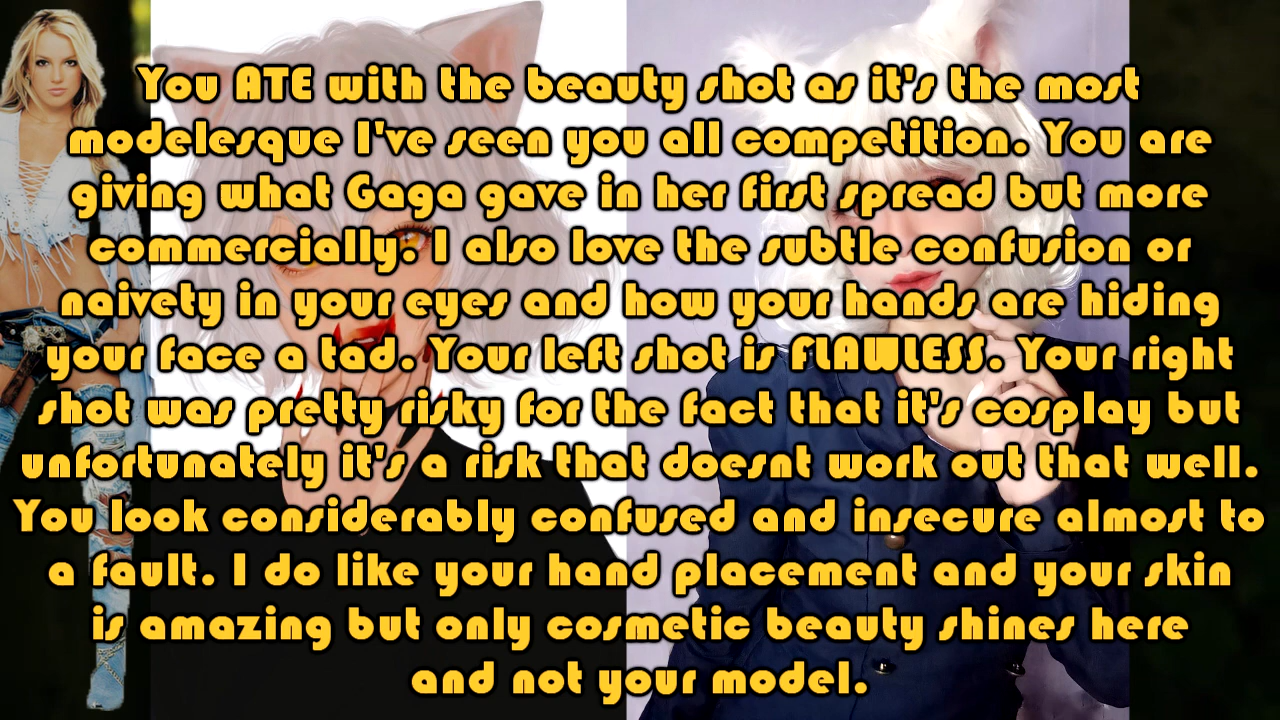 You ATE with the beauty shot as it's the most
modelesque I've seen you all competition. You are
giving what Gaga gave in her first spread but more
commercially. I also love the subtle confusion or
naivety in your eyes and how your hands are hiding
your face a tad. Your left shot is FLAWLESS. Your right
shot was pretty risky for the fact that it's cosplay but
unfortunately it's a risk that doesnt work out that well.
You look considerably confused and insecure almost to
a fault. I do like your hand placement and your skin
is amazing but only cosmetic beauty shines here
and not your model.